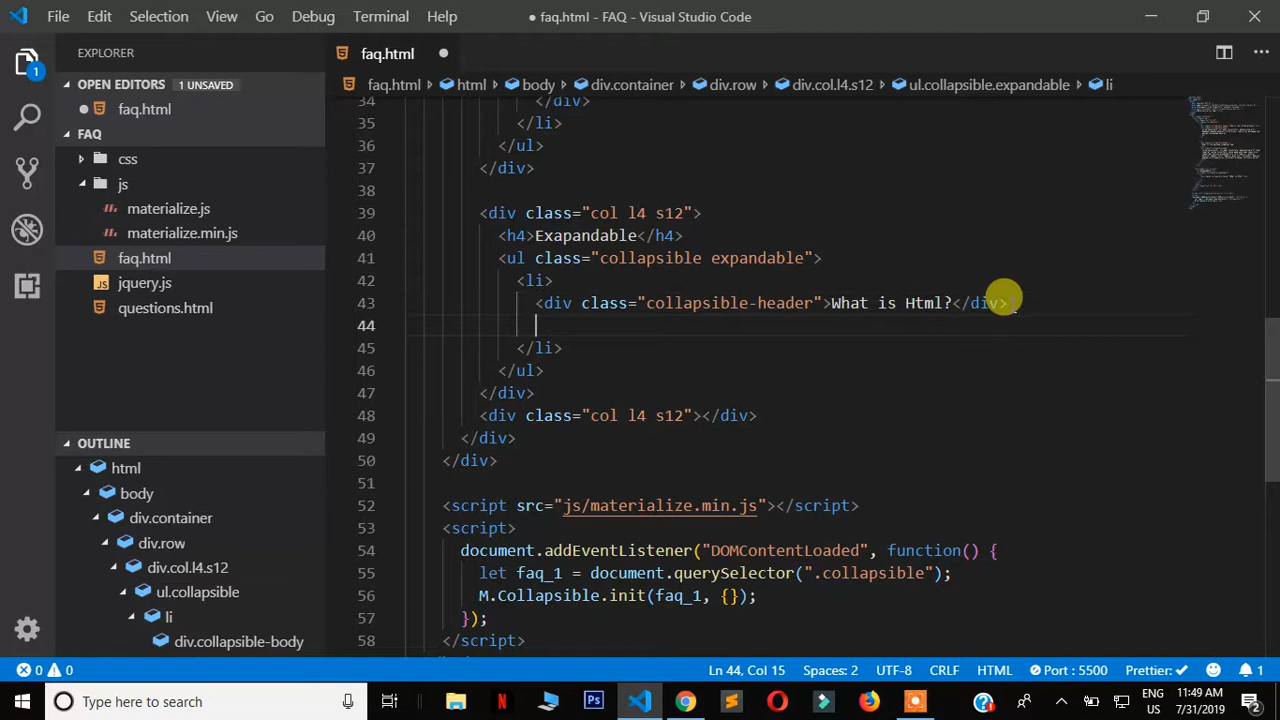 File Edit Selection View Go Debug Terminal Help
● faq.html - FAQ - Visual Studio Code
EXPLORER
OPEN EDITORS 1 UNSAVED
faq.html
FAQ
css
js
materialize.js
materialize.min.js
faq.html
jquery.js
questions.html
OUTLINE
html
body
div.container
div.row
div.col.l4.s12
ul.collapsible
li
div.collapsible-body
1
faq.html
faq.html > html > body > div.container > div.row > div.col.l4.s12 > ul.collapsible.expandable > li
34 </div>
35 </li>
36 </ul>
37 </div>
38
39 <div class="col l4 s12">
40 <h4>Exapandable</h4>
41 <ul class="collapsible expandable">
42 <li>
43 <div class="collapsible-header">What is Html?</div>
44
45 </li>
46 </ul>
47 </div>
48 <div class="col l4 s12"></div>
49 </div>
50 </div>
51
52 <script src="js/materialize.min.js"></script>
53 <script>
54 document.addEventListener("DOMContentLoaded", function() {
55 let faq_1 = document.querySelector(".collapsible");
56 M.Collapsible.init(faq_1, {});
57 });
58 </script>
0 0
Ln 44, Col 15 Spaces: 2 UTF-8 CRLF HTML Port : 5500 Prettier: ✓ 1
Type here to search
ENG
IN
11:49 AM
7/31/2019
2